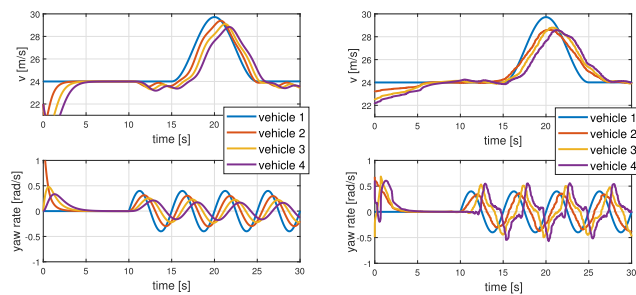 30
28
26
24
22
v [m/s]
0 5 10 15 20 25 30
time [s]
vehicle 1
vehicle 2
vehicle 3
vehicle 4
1
0.5
0
-0.5
-1
yaw rate [rad/s]
0 5 10 15 20 25 30
time [s]
30
28
26
24
22
v [m/s]
0 5 10 15 20
time [s]
vehicle 1
vehicle 2
vehicle 3
vehicle 4
1
0.5
0
-0.5
-1
yaw rate [rad/s]
0 5 10 15 20 25 30
time [s]